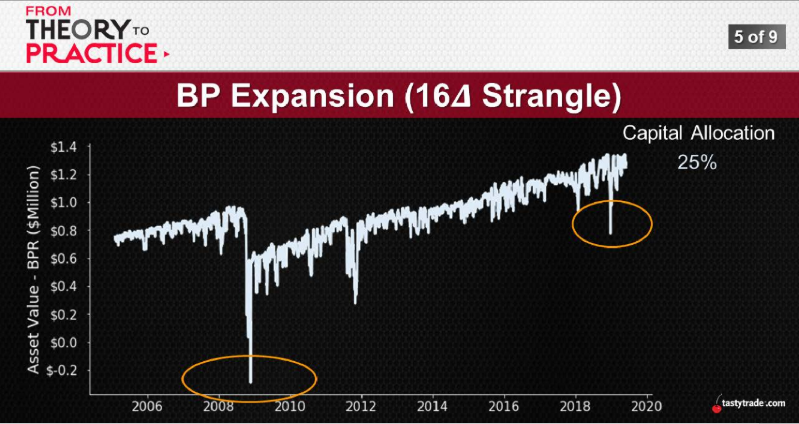 FROM
THEORY TO
PRACTICE
5 of 9
BP Expansion (16Δ Strangle)
Capital Allocation
25%
Asset Value - BPR ($Million)
$1.4
$1.2
$1.0
$0.8
$0.6
$0.4
$0.2
$0.0
$-0.2
2006 2008 2010 2012 2014 2016 2018 2020
tastytrade.com